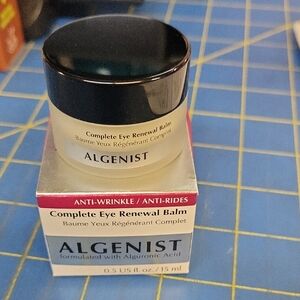 Complete Eye Renewal Balm
Baume Yeux Régénérant Complet
ALGENIST
ANTI-WRINKLE / ANTI-RIDES
Complete Eye Renewal Balm
Baume Yeux Régénérant Complet
ALGENIST
formulated with Alguronic Acid
0.5 US fl. oz. / 15 ml